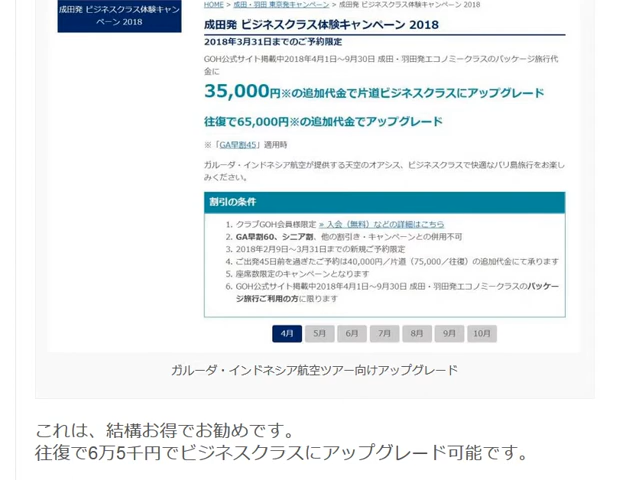 成田発 ビジネスクラス体験キャン
ペーン 2018
HOME > 成田・羽田 東京発キャンペーン > 成田発 ビジネスクラス体験キャンペーン 2018
成田発 ビジネスクラス体験キャンペーン 2018
2018年3月31日までのご予約限定
GOH公式サイト掲載中2018年4月1日～9月30日 成田・羽田発エコノミークラスのパッケージ旅行代
金に
35,000円※の追加代金で片道ビジネスクラスにアップグレード
往復で65,000円※の追加代金でアップグレード
※「GA早割45」適用時
ガルーダ・インドネシア航空が提供する天空のオアシス、ビジネスクラスで快適なバリ島旅行をお楽し
みください。
割引の条件
1. クラブGOH会員様限定 » 入会（無料）などの詳細はこちら
2. GA早割60、シニア割、他の割引き・キャンペーンとの併用不可
3. 2018年2月9日～3月31日までの新規ご予約限定
4. ご出発45日前を過ぎたご予約は40,000円／片道（75,000／往復）の追加代金にて承ります
5. 座席数限定のキャンペーンとなります
6. GOH公式サイト掲載中2018年4月1日～9月30日 成田・羽田発エコノミークラスのパッケー
ジ旅行ご利用の方に限ります
4月 5月 6月 7月 8月 9月 10月
ガルーダ・インドネシア航空ツアー向けアップグレード
これは、結構お得でお勧めです。
往復で6万5千円でビジネスクラスにアップグレード可能です。